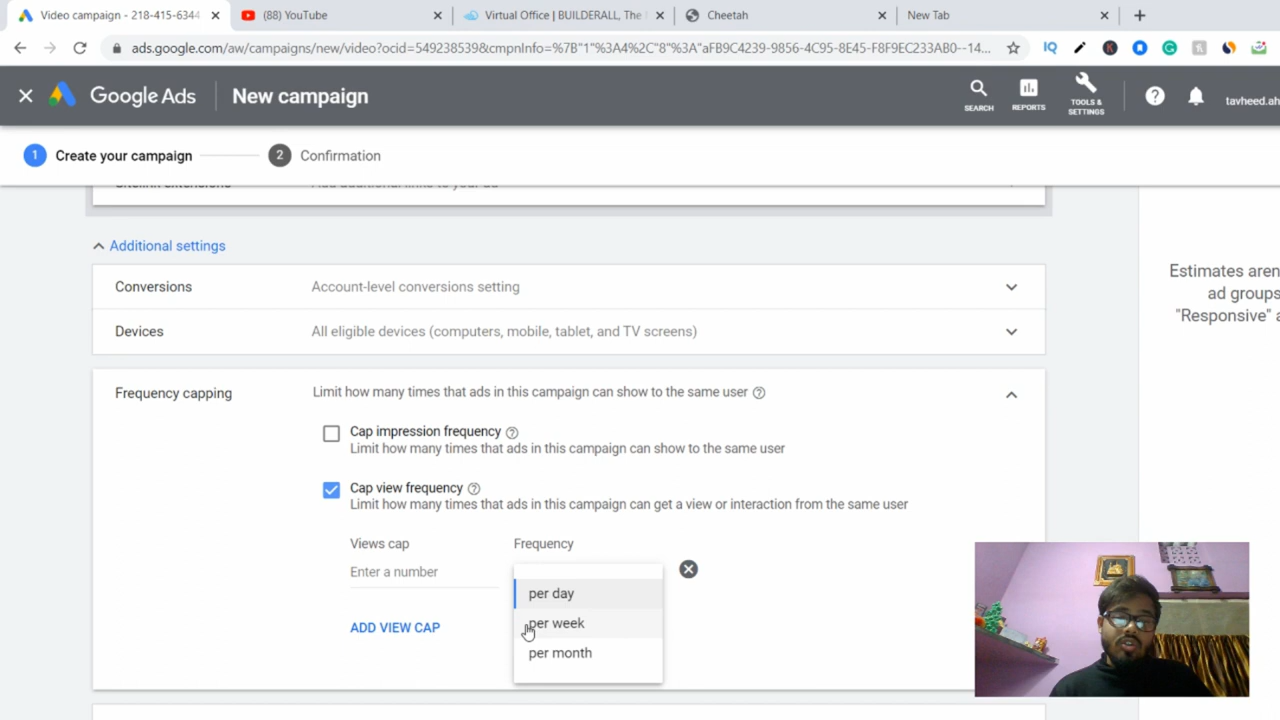 Video campaign - 218-415-6344
(88) YouTube
Virtual Office | BUILDERALL, The
Cheetah
New Tab
ads.google.com/aw/campaigns/new/video?ocid=549238539&cmpnInfo=%7B"1"%3A4%2C"8"%3A"aFB9C4239-9856-4C95-8E45-F8F9EC233AB0--14...
IQ
Google Ads
New campaign
SEARCH
REPORTS
TOOLS &
SETTINGS
tavheed.ah
1 Create your campaign
2 Confirmation
Sitelink extensions
Add additional links to your ad
Additional settings
Conversions
Account-level conversions setting
Devices
All eligible devices (computers, mobile, tablet, and TV screens)
Estimates aren
ad groups
"Responsive" a
Frequency capping
Limit how many times that ads in this campaign can show to the same user
Cap impression frequency
Limit how many times that ads in this campaign can show to the same user
Cap view frequency
Limit how many times that ads in this campaign can get a view or interaction from the same user
Views cap
Frequency
Enter a number
per day
per week
per month
ADD VIEW CAP